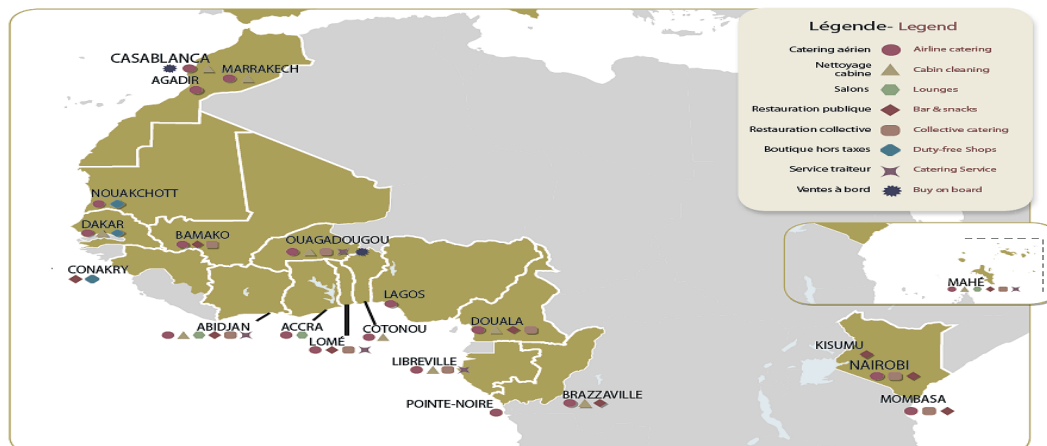 Légende- Legend
Catering aérien Airline catering
Nettoyage cabine Cabin cleaning
Salons Lounges
Restauration publique Bar & snacks
Restauration collective Collective catering
Boutique hors taxes Duty-free Shops
Service traiteur Catering Service
Ventes à bord Buy on board
CASABLANCA
MARRAKECH
AGADIR
NOUAKCHOTT
DAKAR
BAMAKO
OUAGADOUGOU
CONAKRY
LAGOS
ABIDJAN
ACCRA
LOMÉ
COTONOU
DOUALA
LIBREVILLE
POINTE-NOIRE
BRAZZAVILLE
MAHÉ
KISUMU
NAIROBI
MOMBASA